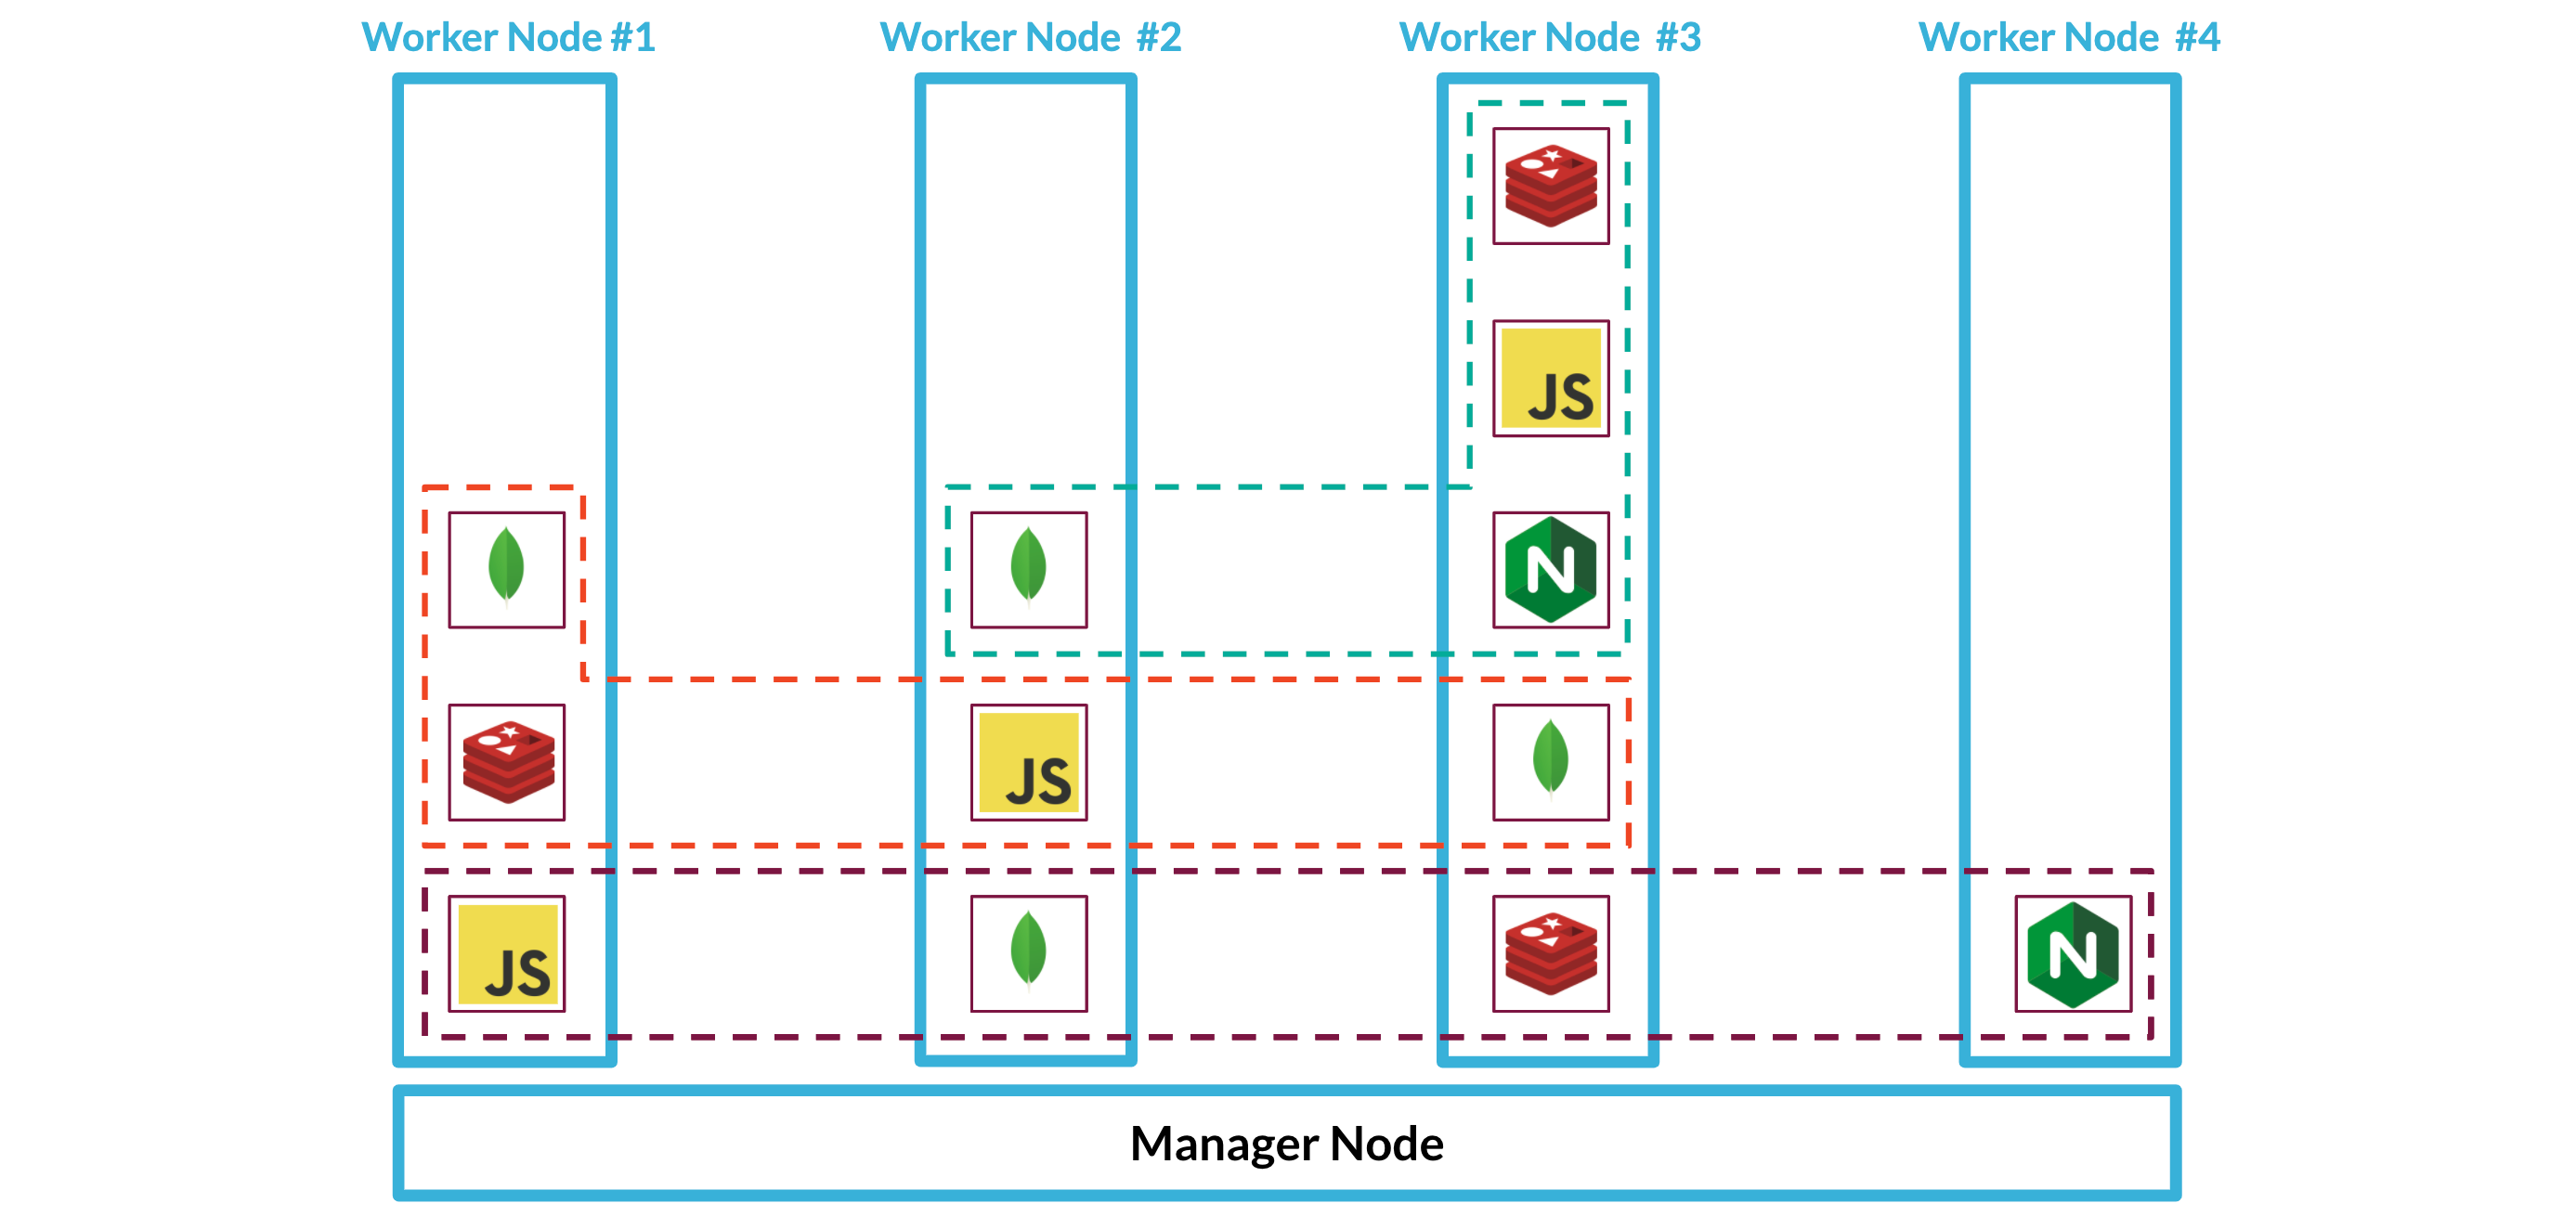 Worker Node #1
Worker Node #2
Worker Node #3
Worker Node #4
JS
N
JS
JS
N
Manager Node